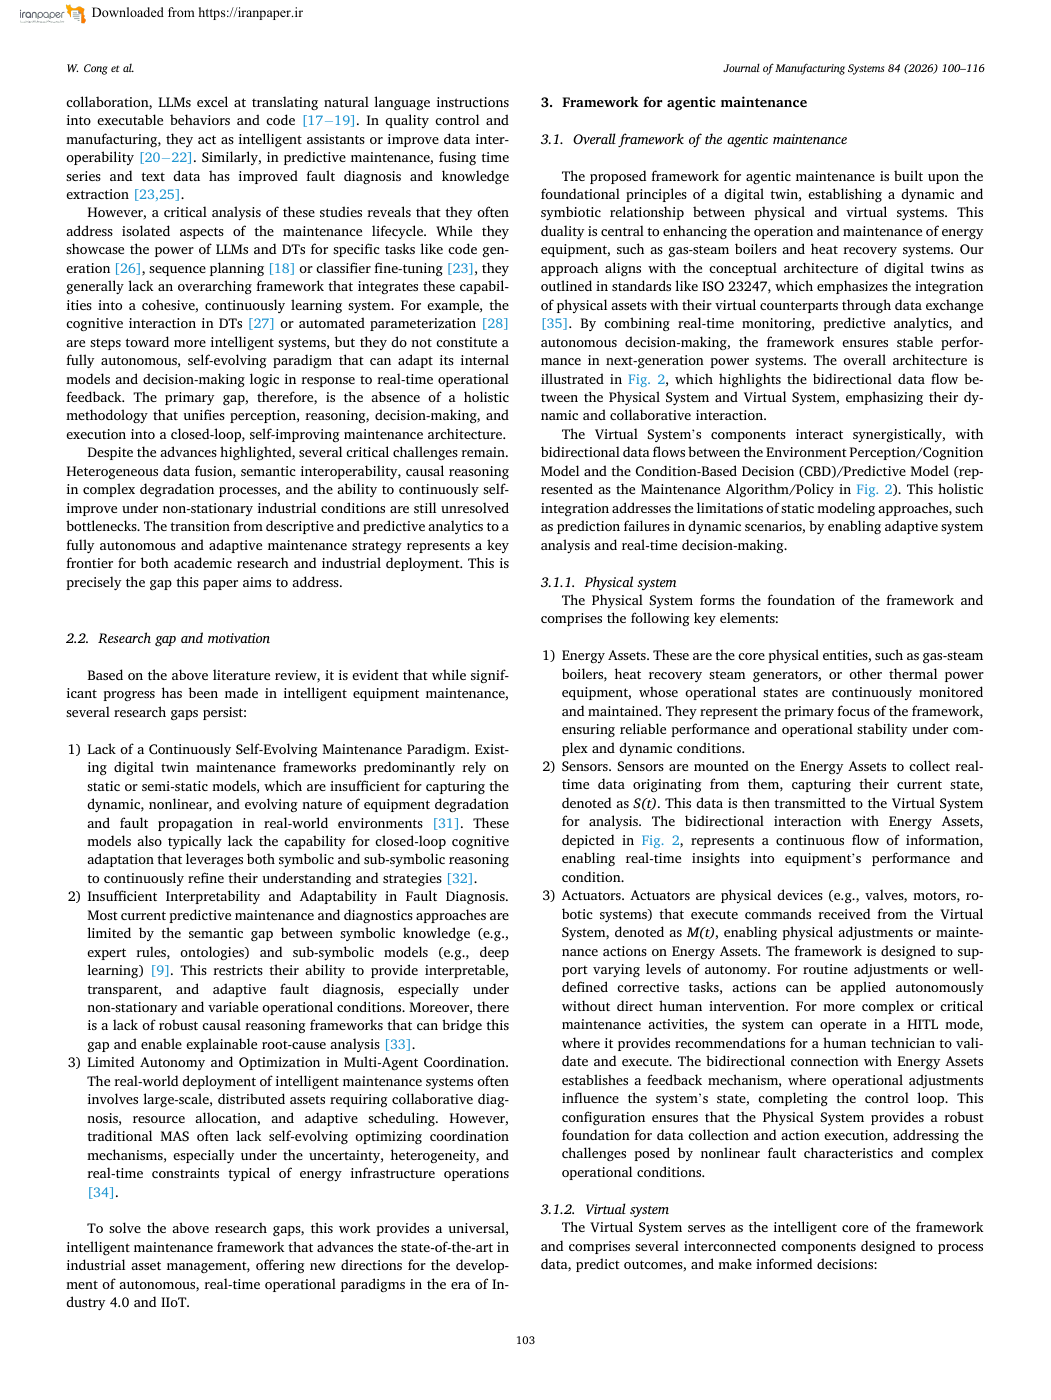 iranpaper
Downloaded from https://iranpaper.ir
W. Cong et al.
Journal of Manufacturing Systems 84 (2026) 100–116
collaboration, LLMs excel at translating natural language instructions
into executable behaviors and code [17–19]. In quality control and
manufacturing, they act as intelligent assistants or improve data inter-
operability [20–22]. Similarly, in predictive maintenance, fusing time
series and text data has improved fault diagnosis and knowledge
extraction [23,25].
However, a critical analysis of these studies reveals that they often
address isolated aspects of the maintenance lifecycle. While they
showcase the power of LLMs and DTs for specific tasks like code gen-
eration [26], sequence planning [18] or classifier fine-tuning [23], they
generally lack an overarching framework that integrates these capabil-
ities into a cohesive, continuously learning system. For example, the
cognitive interaction in DTs [27] or automated parameterization [28]
are steps toward more intelligent systems, but they do not constitute a
fully autonomous, self-evolving paradigm that can adapt its internal
models and decision-making logic in response to real-time operational
feedback. The primary gap, therefore, is the absence of a holistic
methodology that unifies perception, reasoning, decision-making, and
execution into a closed-loop, self-improving maintenance architecture.
Despite the advances highlighted, several critical challenges remain.
Heterogeneous data fusion, semantic interoperability, causal reasoning
in complex degradation processes, and the ability to continuously self-
improve under non-stationary industrial conditions are still unresolved
bottlenecks. The transition from descriptive and predictive analytics to a
fully autonomous and adaptive maintenance strategy represents a key
frontier for both academic research and industrial deployment. This is
precisely the gap this paper aims to address.
2.2. Research gap and motivation
Based on the above literature review, it is evident that while signif-
icant progress has been made in intelligent equipment maintenance,
several research gaps persist:
1) Lack of a Continuously Self-Evolving Maintenance Paradigm. Exist-
ing digital twin maintenance frameworks predominantly rely on
static or semi-static models, which are insufficient for capturing the
dynamic, nonlinear, and evolving nature of equipment degradation
and fault propagation in real-world environments [31]. These
models also typically lack the capability for closed-loop cognitive
adaptation that leverages both symbolic and sub-symbolic reasoning
to continuously refine their understanding and strategies [32].
2) Insufficient Interpretability and Adaptability in Fault Diagnosis.
Most current predictive maintenance and diagnostics approaches are
limited by the semantic gap between symbolic knowledge (e.g.,
expert rules, ontologies) and sub-symbolic models (e.g., deep
learning) [9]. This restricts their ability to provide interpretable,
transparent, and adaptive fault diagnosis, especially under
non-stationary and variable operational conditions. Moreover, there
is a lack of robust causal reasoning frameworks that can bridge this
gap and enable explainable root-cause analysis [33].
3) Limited Autonomy and Optimization in Multi-Agent Coordination.
The real-world deployment of intelligent maintenance systems often
involves large-scale, distributed assets requiring collaborative diag-
nosis, resource allocation, and adaptive scheduling. However,
traditional MAS often lack self-evolving optimizing coordination
mechanisms, especially under the uncertainty, heterogeneity, and
real-time constraints typical of energy infrastructure operations
[34].
To solve the above research gaps, this work provides a universal,
intelligent maintenance framework that advances the state-of-the-art in
industrial asset management, offering new directions for the develop-
ment of autonomous, real-time operational paradigms in the era of In-
dustry 4.0 and IIoT.
3. Framework for agentic maintenance
3.1. Overall framework of the agentic maintenance
The proposed framework for agentic maintenance is built upon the
foundational principles of a digital twin, establishing a dynamic and
symbiotic relationship between physical and virtual systems. This
duality is central to enhancing the operation and maintenance of energy
equipment, such as gas-steam boilers and heat recovery systems. Our
approach aligns with the conceptual architecture of digital twins as
outlined in standards like ISO 23247, which emphasizes the integration
of physical assets with their virtual counterparts through data exchange
[35]. By combining real-time monitoring, predictive analytics, and
autonomous decision-making, the framework ensures stable perfor-
mance in next-generation power systems. The overall architecture is
illustrated in Fig. 2, which highlights the bidirectional data flow be-
tween the Physical System and Virtual System, emphasizing their dy-
namic and collaborative interaction.
The Virtual System's components interact synergistically, with
bidirectional data flows between the Environment Perception/Cognition
Model and the Condition-Based Decision (CBD)/Predictive Model (rep-
resented as the Maintenance Algorithm/Policy in Fig. 2). This holistic
integration addresses the limitations of static modeling approaches, such
as prediction failures in dynamic scenarios, by enabling adaptive system
analysis and real-time decision-making.
3.1.1. Physical system
The Physical System forms the foundation of the framework and
comprises the following key elements:
1) Energy Assets. These are the core physical entities, such as gas-steam
boilers, heat recovery steam generators, or other thermal power
equipment, whose operational states are continuously monitored
and maintained. They represent the primary focus of the framework,
ensuring reliable performance and operational stability under com-
plex and dynamic conditions.
2) Sensors. Sensors are mounted on the Energy Assets to collect real-
time data originating from them, capturing their current state,
denoted as S(t). This data is then transmitted to the Virtual System
for analysis. The bidirectional interaction with Energy Assets,
depicted in Fig. 2, represents a continuous flow of information,
enabling real-time insights into equipment's performance and
condition.
3) Actuators. Actuators are physical devices (e.g., valves, motors, ro-
botic systems) that execute commands received from the Virtual
System, denoted as M(t), enabling physical adjustments or mainte-
nance actions on Energy Assets. The framework is designed to sup-
port varying levels of autonomy. For routine adjustments or well-
defined corrective tasks, actions can be applied autonomously
without direct human intervention. For more complex or critical
maintenance activities, the system can operate in a HITL mode,
where it provides recommendations for a human technician to vali-
date and execute. The bidirectional connection with Energy Assets
establishes a feedback mechanism, where operational adjustments
influence the system's state, completing the control loop. This
configuration ensures that the Physical System provides a robust
foundation for data collection and action execution, addressing the
challenges posed by nonlinear fault characteristics and complex
operational conditions.
3.1.2. Virtual system
The Virtual System serves as the intelligent core of the framework
and comprises several interconnected components designed to process
data, predict outcomes, and make informed decisions:
103